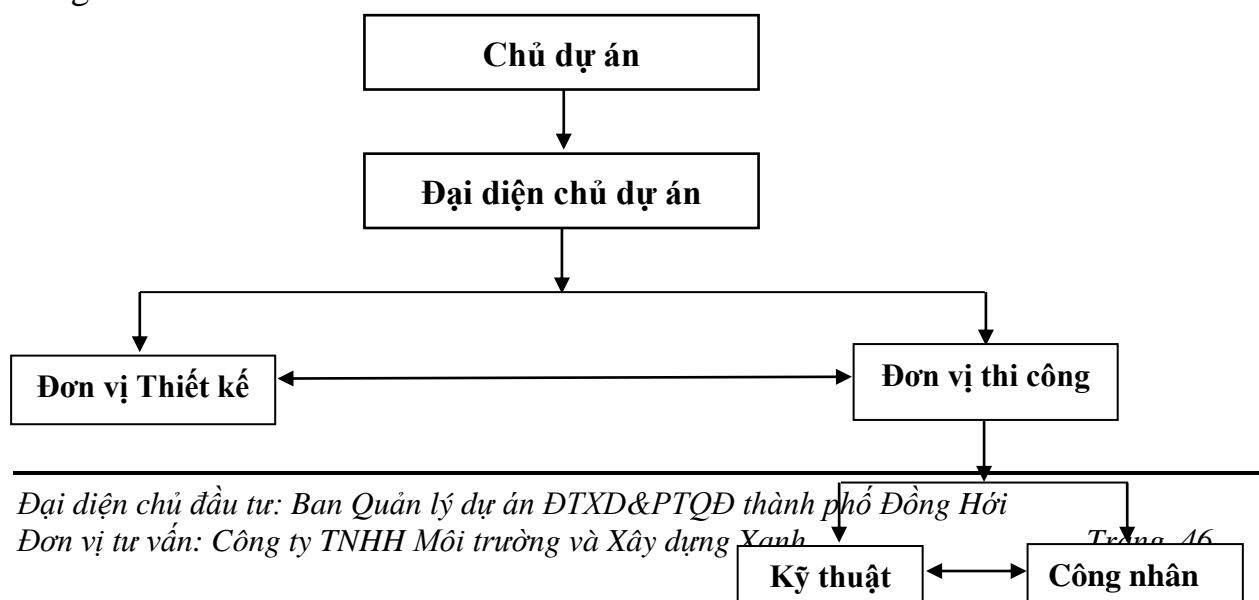 Chủ dự án
Đại diện chủ dự án
Đơn vị Thiết kế
Đơn vị thi công
Đại diện chủ đầu tư: Ban Quản lý dự án ĐTXD&PTQĐ thành phố Đồng Hới
Đơn vị tư vấn: Công ty TNHH Môi trường và Xây dựng Xanh Trang 46
Kỹ thuật
Công nhân